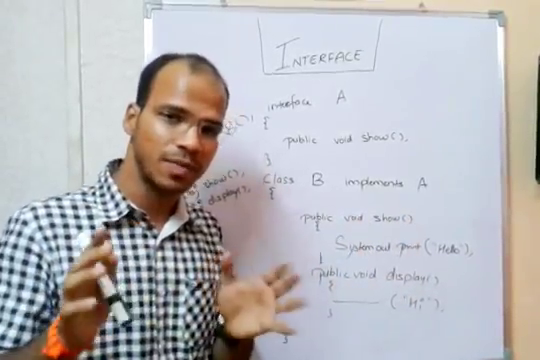 INTERFACE
interface A
{
public void show();
}
show();
display();
Class B implements A
{
public void show()
{
System out print ("Hello");
}
public void display()
{
("Hi");
}
}